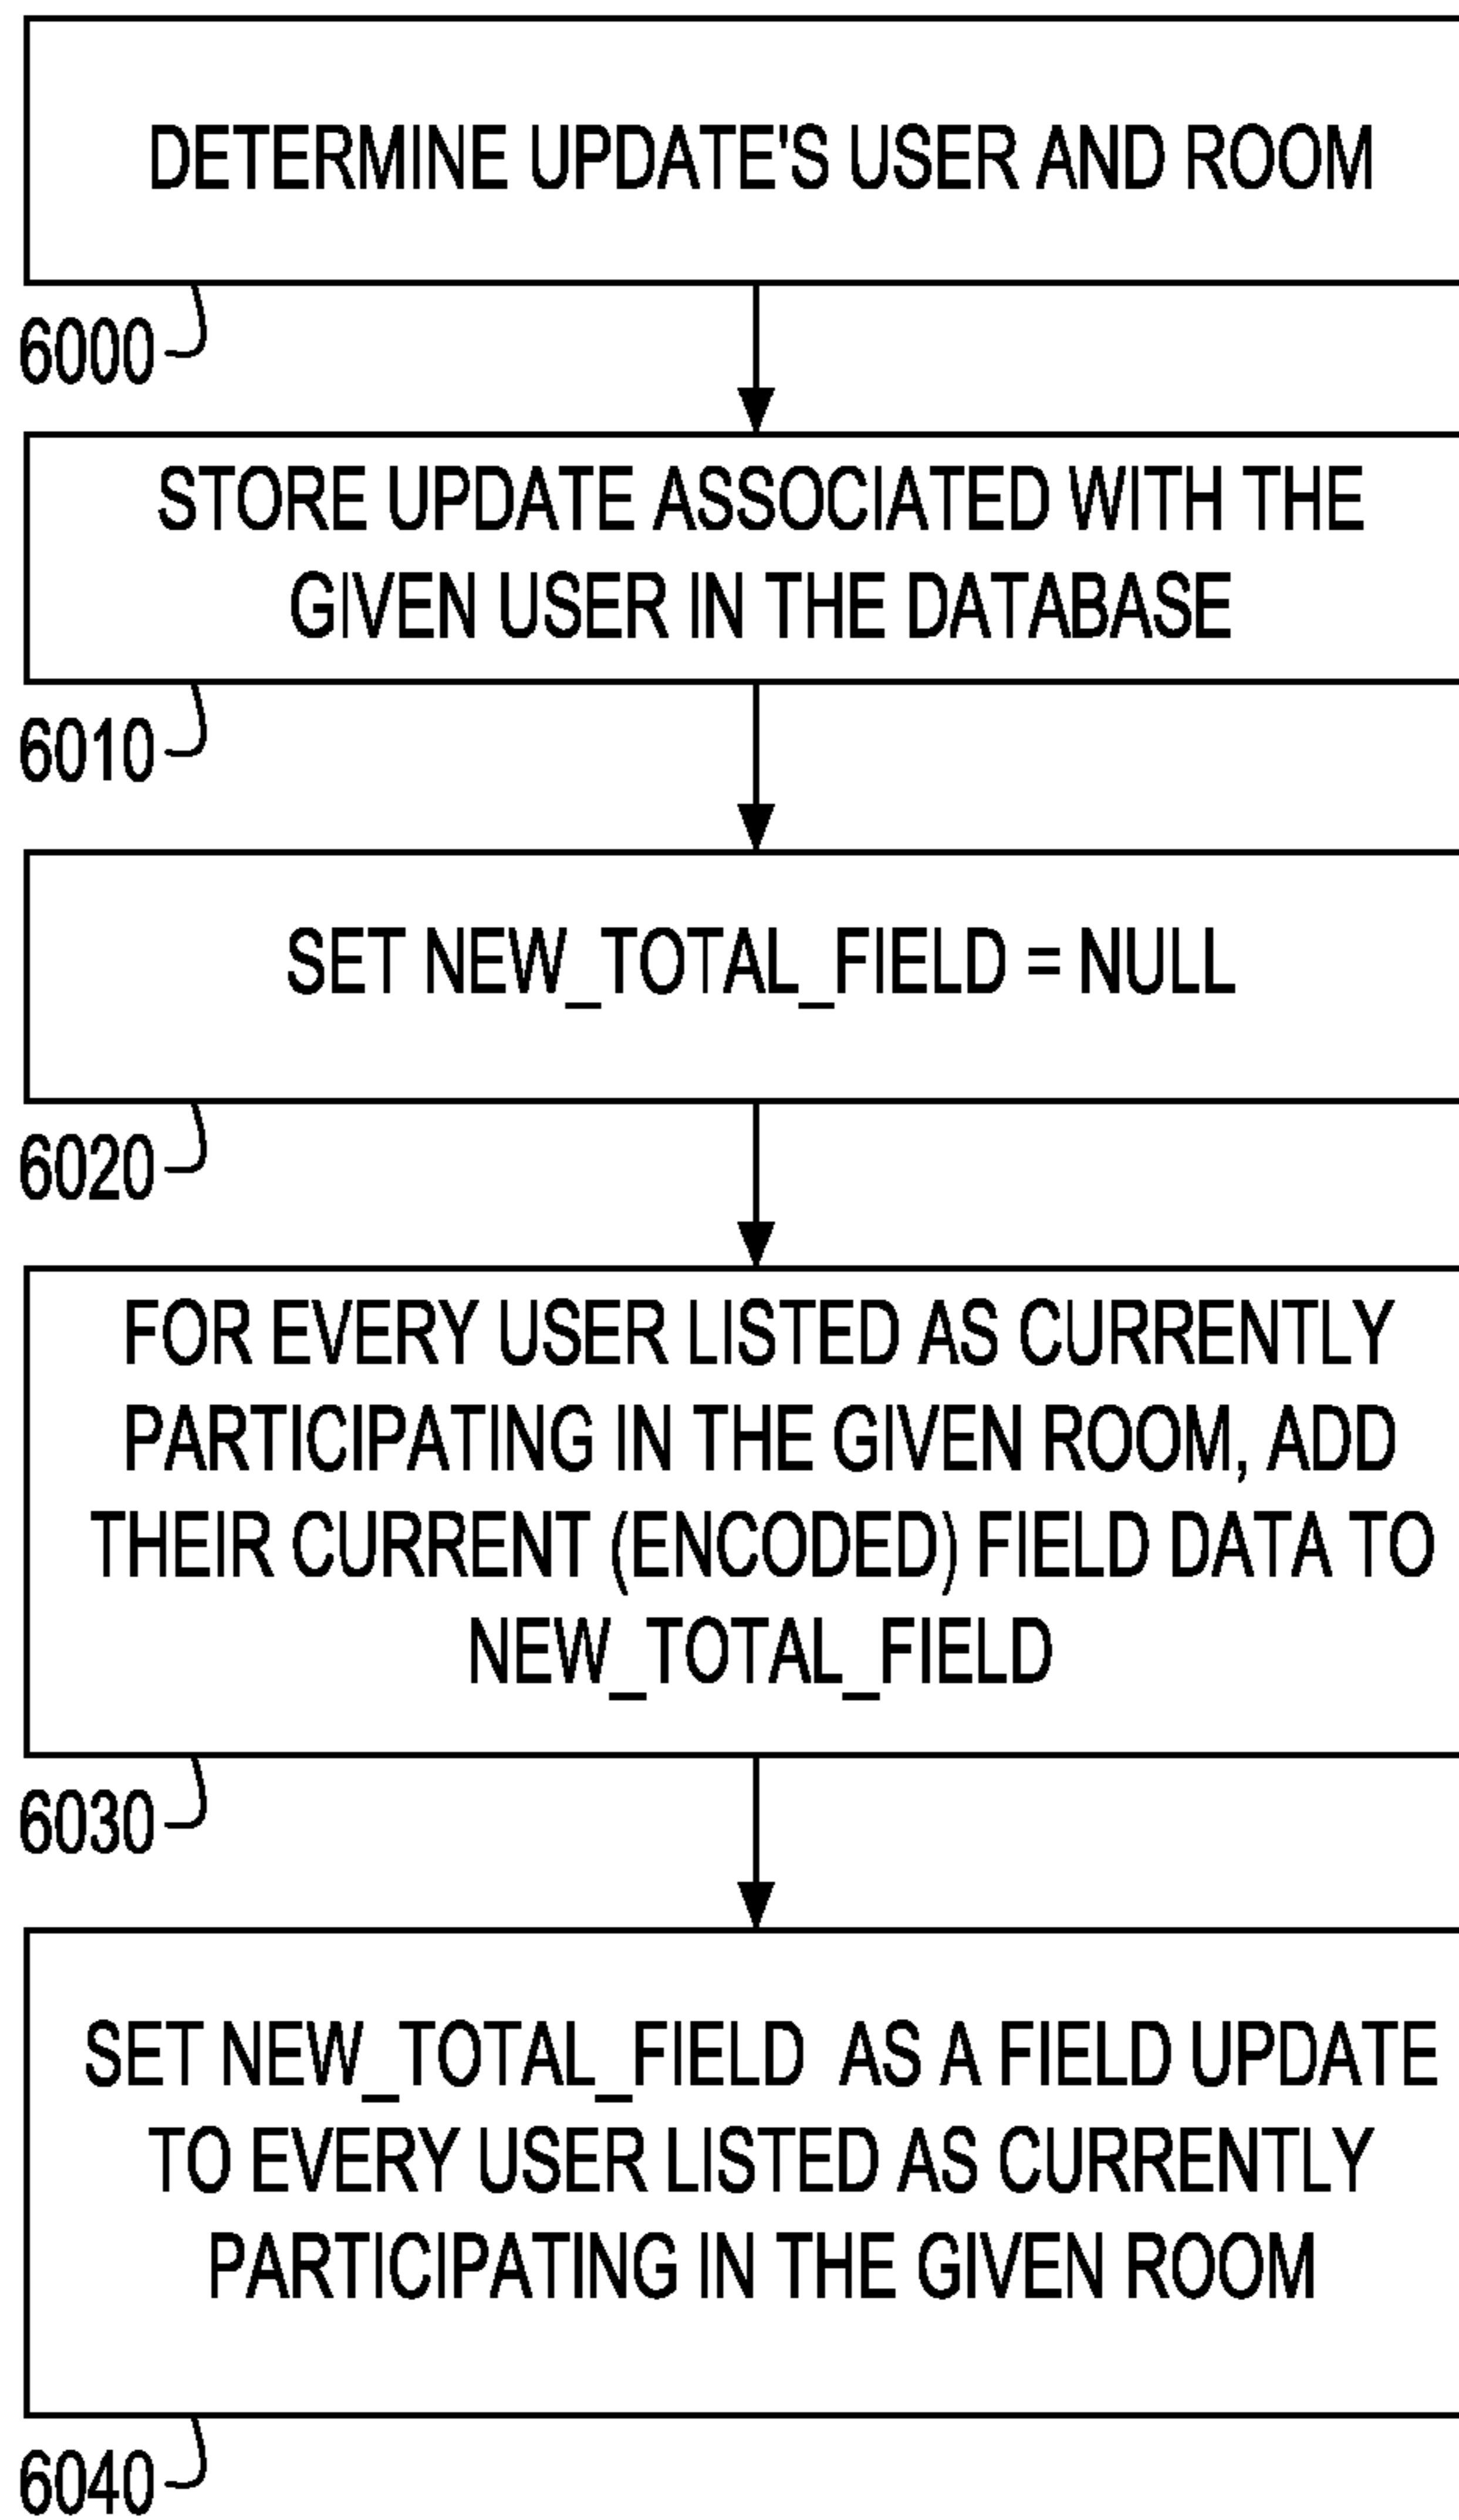 DETERMINE UPDATE'S USER AND ROOM
6000
STORE UPDATE ASSOCIATED WITH THE
GIVEN USER IN THE DATABASE
6010
SET NEW_TOTAL_FIELD = NULL
6020
FOR EVERY USER LISTED AS CURRENTLY
PARTICIPATING IN THE GIVEN ROOM, ADD
THEIR CURRENT (ENCODED) FIELD DATA TO
NEW_TOTAL_FIELD
6030
SET NEW_TOTAL_FIELD AS A FIELD UPDATE
TO EVERY USER LISTED AS CURRENTLY
PARTICIPATING IN THE GIVEN ROOM
6040